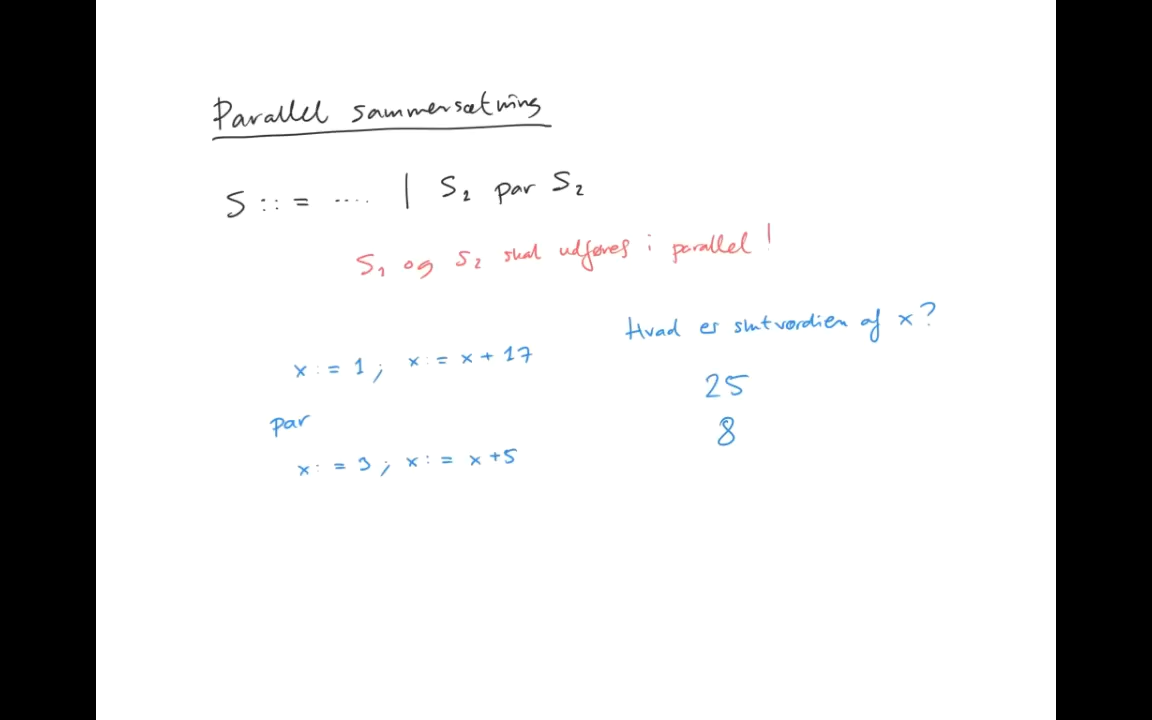 Parallel sammensætning
S ::= .... | S₂ par S₂
S₁ og S₂ skal udføres i parallel!
Hvad er slutværdien af x?
x := 1; x := x + 17
25
par
8
x := 3; x := x + 5